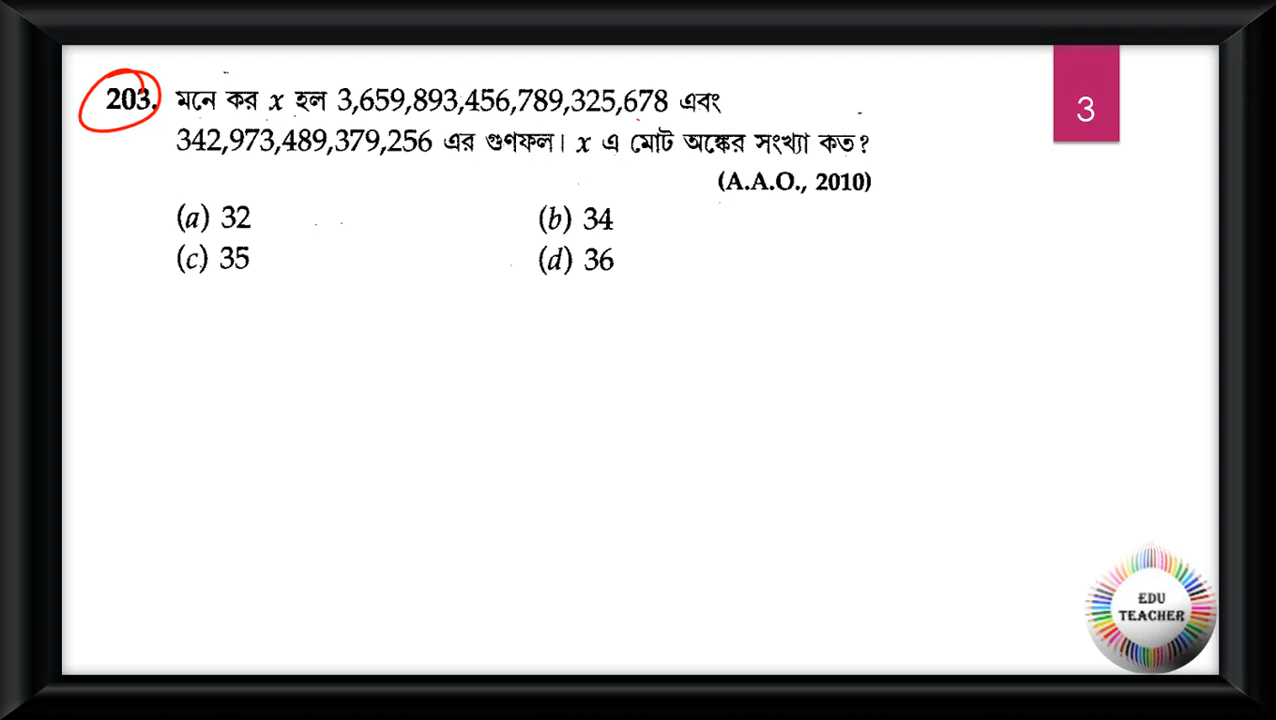 203. মনে কর x হল 3,659,893,456,789,325,678 এবং
342,973,489,379,256 এর গুণফল। x এ মোট অঙ্কের সংখ্যা কত?
(A.A.O., 2010)
(a) 32 (b) 34
(c) 35 (d) 36
3
EDU
TEACHER